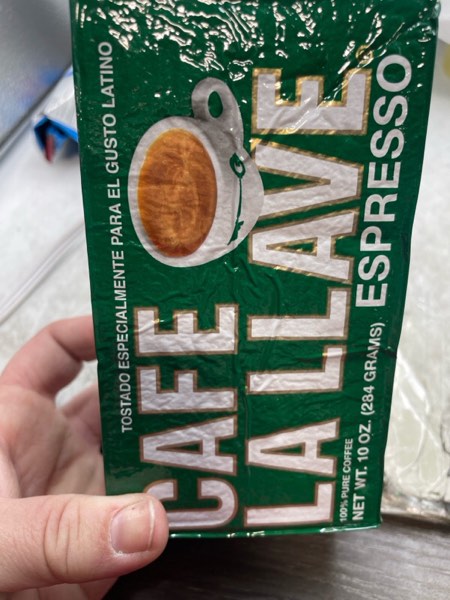 TOSTADO ESPECIALMENTE PARA EL GUSTO LATINO
CAFE
LA LLAVE
ESPRESSO
100% PURE COFFEE
NET WT. 10 OZ. (284 GRAMS)